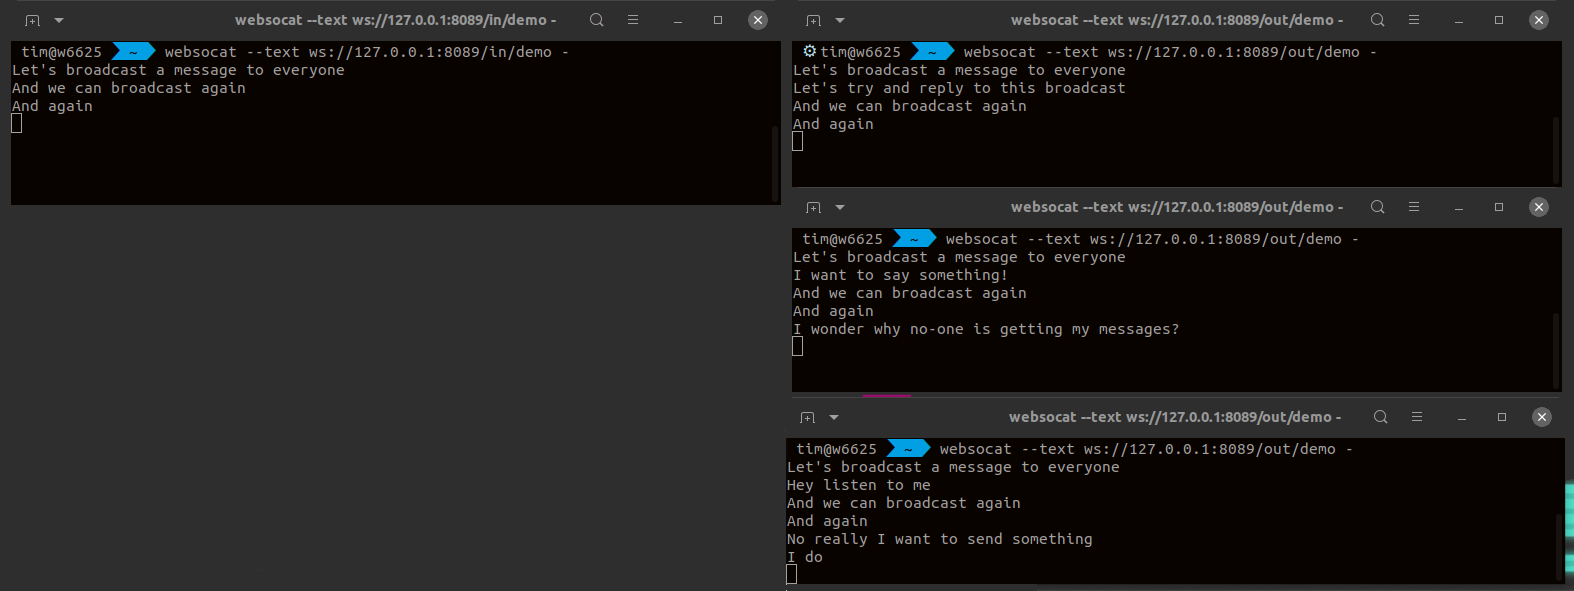 websocat --text ws://127.0.0.1:8089/in/demo -
tim@w6625 ~ websocat --text ws://127.0.0.1:8089/in/demo -
Let's broadcast a message to everyone
And we can broadcast again
And again
websocat --text ws://127.0.0.1:8089/out/demo -
tim@w6625 ~ websocat --text ws://127.0.0.1:8089/out/demo -
Let's broadcast a message to everyone
Let's try and reply to this broadcast
And we can broadcast again
And again
websocat --text ws://127.0.0.1:8089/out/demo -
tim@w6625 ~ websocat --text ws://127.0.0.1:8089/out/demo -
Let's broadcast a message to everyone
I want to say something!
And we can broadcast again
And again
I wonder why no-one is getting my messages?
websocat --text ws://127.0.0.1:8089/out/demo -
tim@w6625 ~ websocat --text ws://127.0.0.1:8089/out/demo -
Let's broadcast a message to everyone
Hey listen to me
And we can broadcast again
And again
No really I want to send something
I do